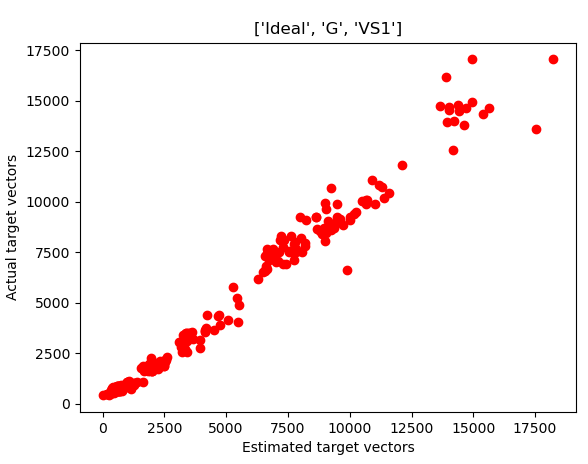 ['Ideal', 'G', 'VS1']
17500
15000
12500
10000
7500
5000
2500
0
Actual target vectors
0 2500 5000 7500 10000 12500 15000 17500
Estimated target vectors